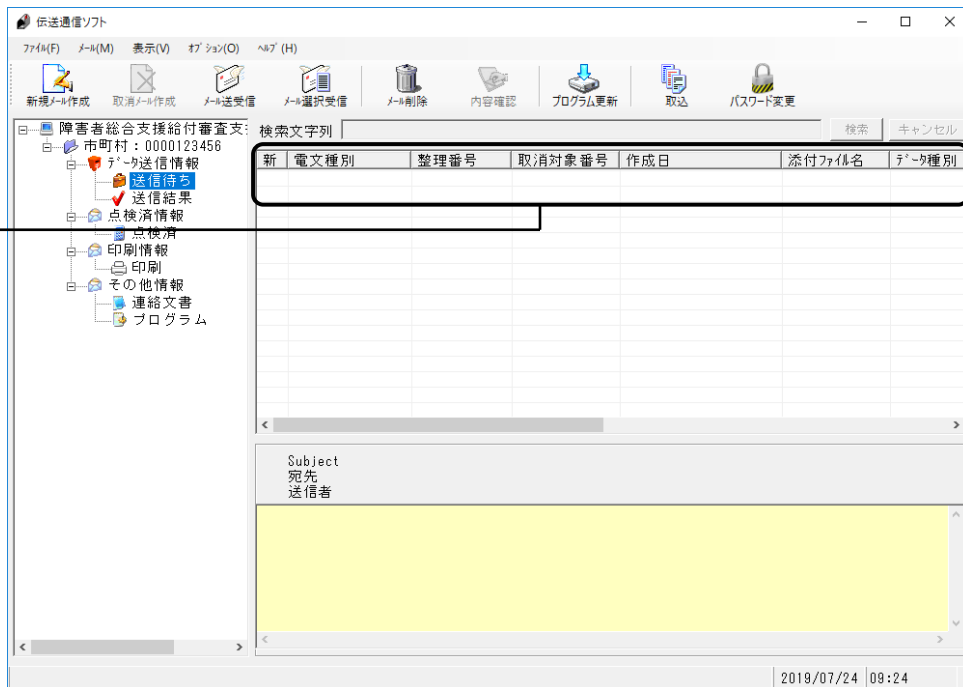 伝送通信ソフト
ﾌｧｲﾙ(F) ﾒｰﾙ(M) 表示(V) ｵﾌﾟｼｮﾝ(O) ﾍﾙﾌﾟ(H)
新規ﾒｰﾙ作成 取消ﾒｰﾙ作成 ﾒｰﾙ送受信 ﾒｰﾙ選択受信 ﾒｰﾙ削除 内容確認 ﾌﾟﾛｸﾞﾗﾑ更新 取込 ﾊﾟｽﾜｰﾄﾞ変更
障害者総合支援給付審査支
市町村：0000123456
ﾃﾞｰﾀ送信情報
送信待ち
送信結果
点検済情報
点検済
印刷情報
印刷
その他情報
連絡文書
プログラム
検索文字列 検索 キャンセル
新 電文種別 整理番号 取消対象番号 作成日 添付ﾌｧｲﾙ名 ﾃﾞｰﾀ種別
Subject
宛先
送信者
2019/07/24 09:24